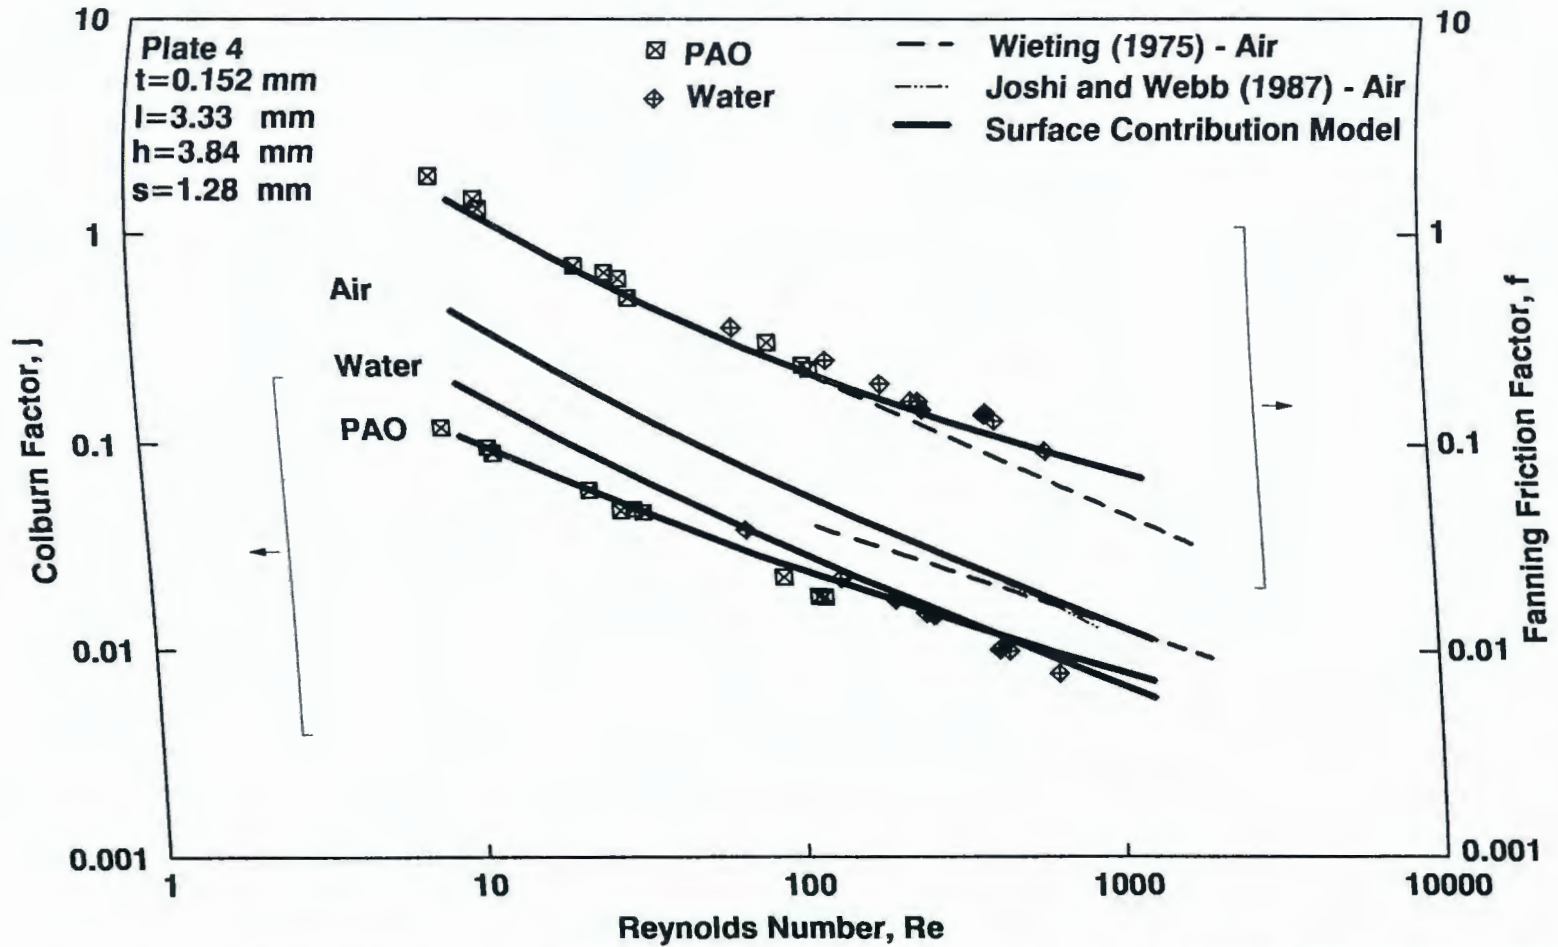 10
10
Plate 4
t=0.152 mm
l=3.33 mm
h=3.84 mm
s=1.28 mm
PAO
Water
Wieting (1975) - Air
Joshi and Webb (1987) - Air
Surface Contribution Model
1
1
Air
Water
PAO
0.1
0.1
0.01
0.01
0.001
0.001
Colburn Factor, j
Fanning Friction Factor, f
1
10
100
1000
10000
Reynolds Number, Re